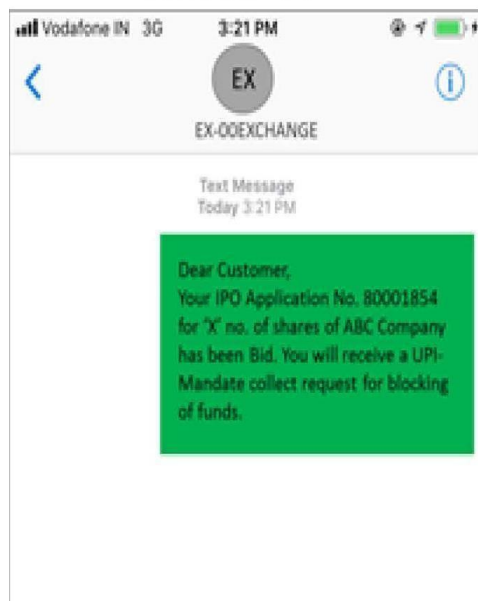 Vodafone IN 3G 3:21 PM
EX
EX-00EXCHANGE
Text Message
Today 3:21 PM
Dear Customer,
Your IPO Application No. 80001854
for 'X' no. of shares of ABC Company
has been Bid. You will receive a UPI-
Mandate collect request for blocking
of funds.